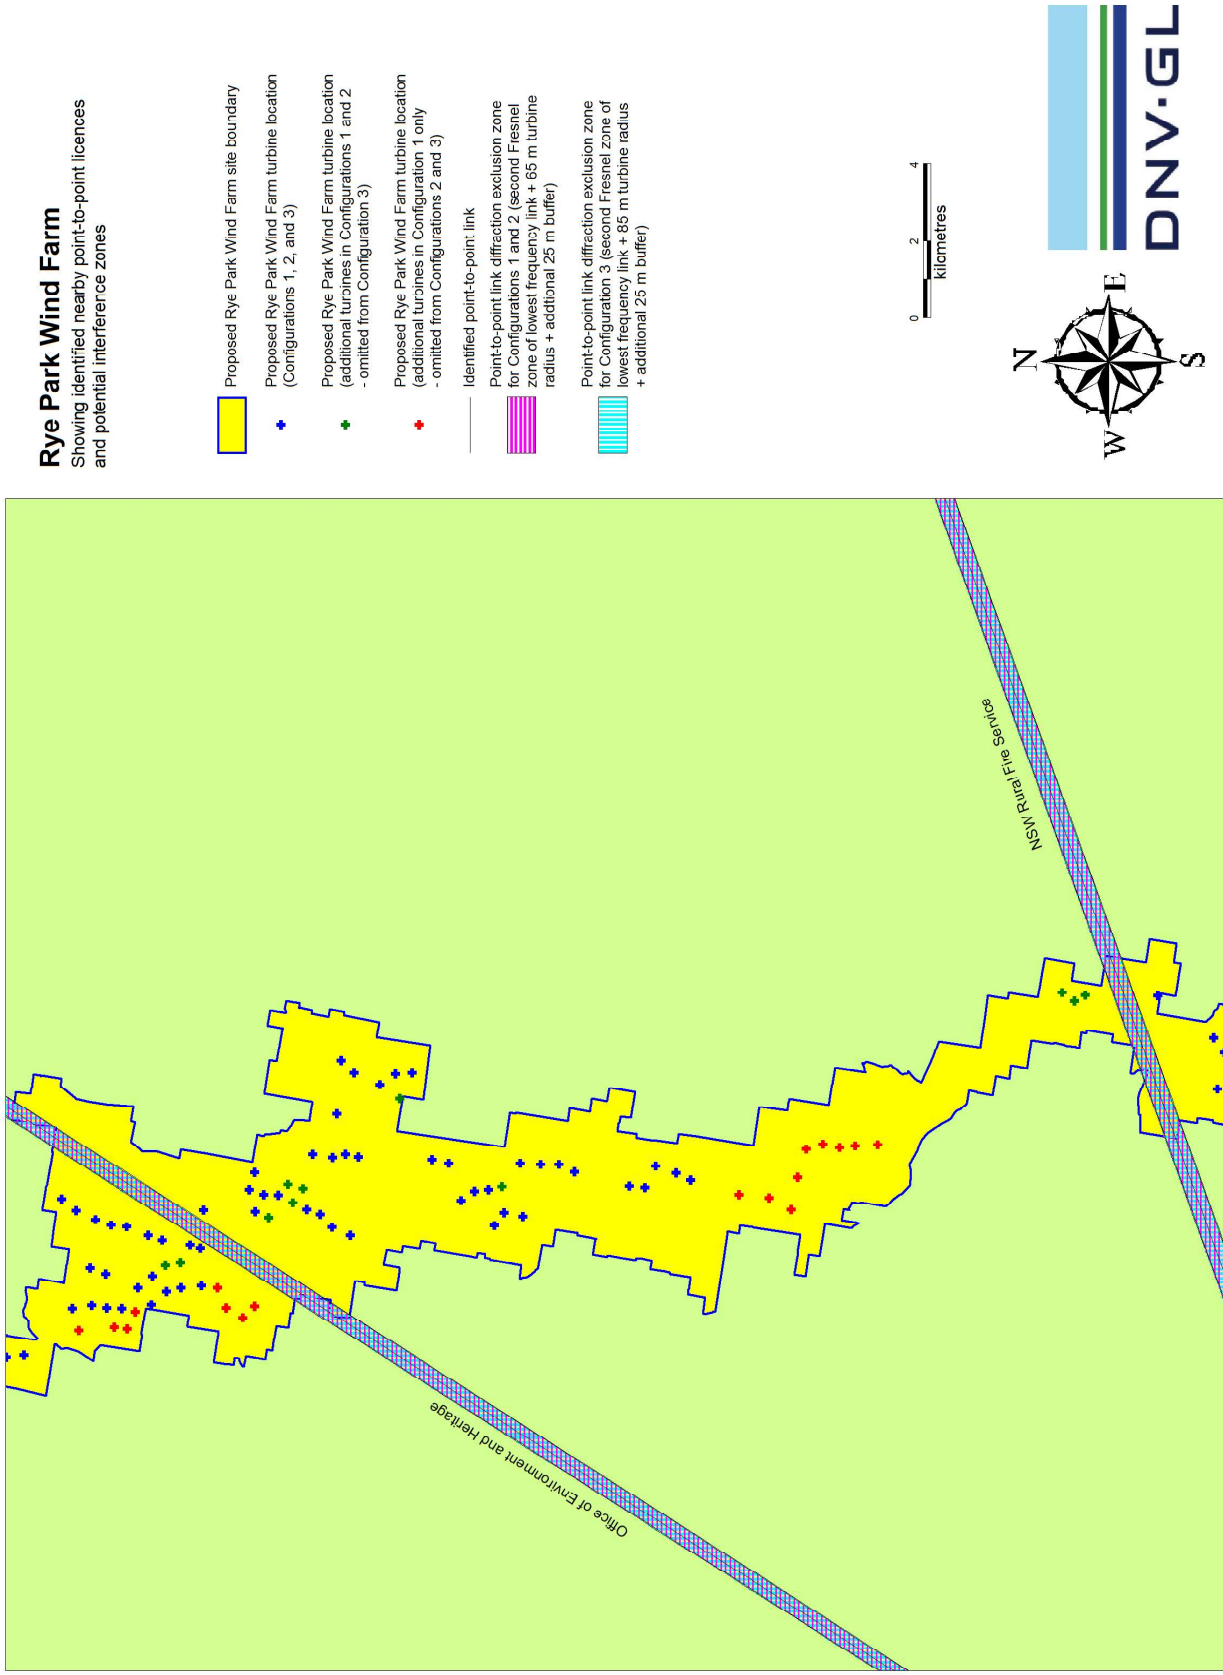 Rye Park Wind Farm
Showing identified nearby point-to-point licences
and potential interference zones
Proposed Rye Park Wind Farm site boundary
Proposed Rye Park Wind Farm turbine location
(Configurations 1, 2, and 3)
Proposed Rye Park Wind Farm turbine location
(additional turbines in Configurations 1 and 2
- omitted from Configuration 3)
Proposed Rye Park Wind Farm turbine location
(additional turbines in Configuration 1 only
- omitted from Configurations 2 and 3)
Identified point-to-point link
Point-to-point link diffraction exclusion zone
for Configurations 1 and 2 (second Fresnel
zone of lowest frequency link + 65 m turbine
radius + addtional 25 m buffer)
Point-to-point link diffraction exclusion zone
for Configuration 3 (second Fresnel zone of
lowest frequency link + 85 m turbine radius
+ additional 25 m buffer)
0 2 4
kilometres
N
W E
S
DNV·GL
Office of Environment and Heritage
NSW Rural Fire Service